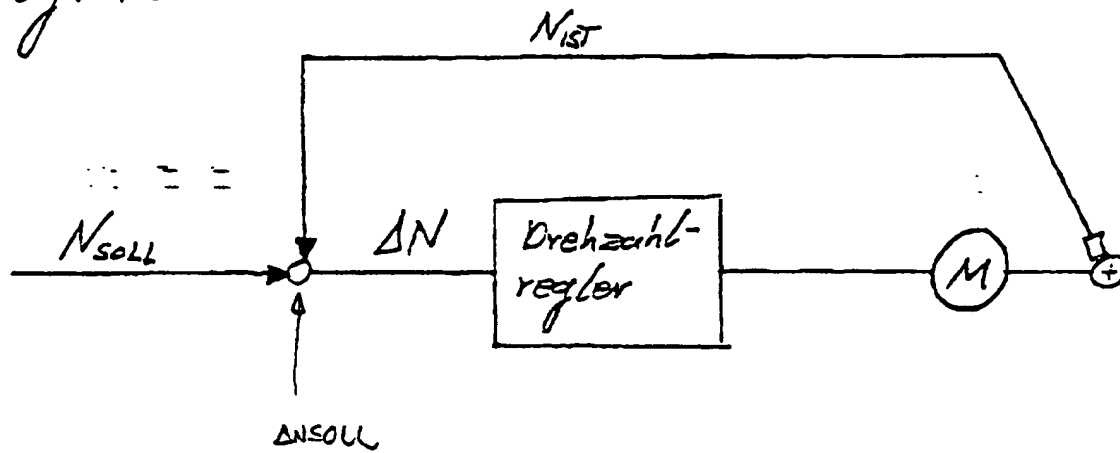 N_IST
N_SOLL
ΔN
Drehzahl-
regler
M
+
ΔNSOLL